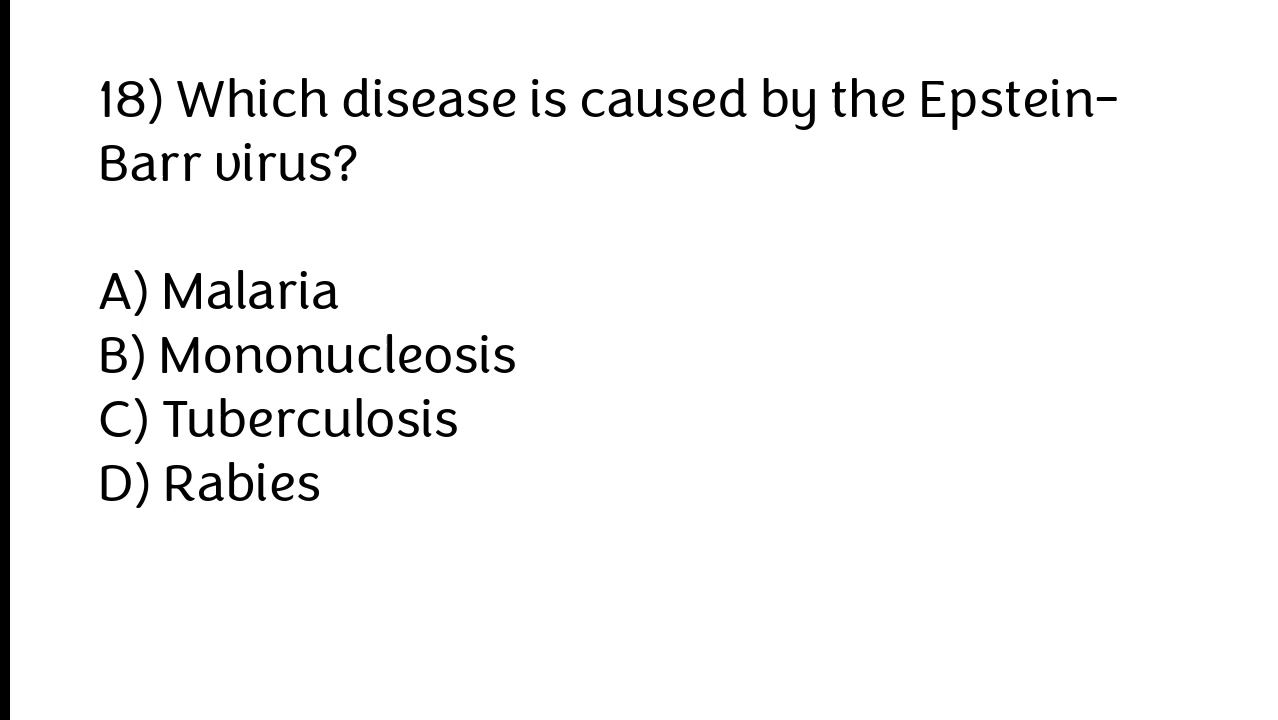 18) Which disease is caused by the Epstein-
Barr virus?
A) Malaria
B) Mononucleosis
C) Tuberculosis
D) Rabies